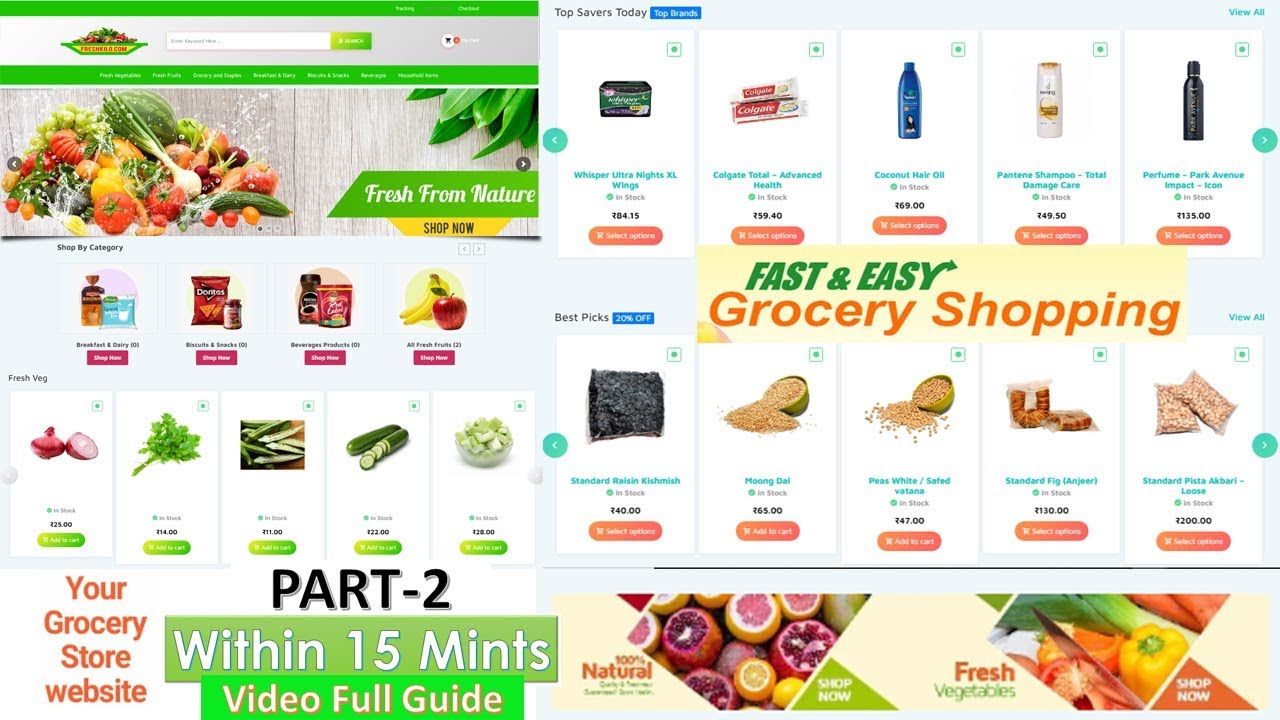 Tracking
Checkout
FRESHKILO.COM
Enter Keyword Here ...
SEARCH
My Cart
Fresh Vegetables Fresh Fruits Grocery and Staples Breakfast & Dairy Biscuits & Snacks Beverages Household Items
Fresh From Nature
SHOP NOW
Shop By Category
Doritos
Breakfast & Dairy (0) Biscuits & Snacks (0) Beverages Products (0) All Fresh Fruits (2)
Shop Now Shop Now Shop Now Shop Now
Fresh Veg
In Stock In Stock In Stock In Stock In Stock
₹25.00 ₹14.00 ₹11.00 ₹22.00 ₹28.00
Add to cart Add to cart Add to cart Add to cart Add to cart
Your
Grocery
Store
website
PART-2
Within 15 Mints
Video Full Guide
Top Savers Today Top Brands View All
whisper
Colgate
Colgate
PANTENE
PARK AVENUE
Whisper Ultra Nights XL Wings
In Stock
₹84.15
Select options
Colgate Total – Advanced Health
In Stock
₹59.40
Select options
Coconut Hair Oil
In Stock
₹69.00
Select options
Pantene Shampoo – Total Damage Care
In Stock
₹49.50
Select options
Perfume – Park Avenue Impact – Icon
In Stock
₹135.00
Select options
FAST & EASY
Grocery Shopping
Best Picks 20% OFF View All
Standard Raisin Kishmish
In Stock
₹40.00
Select options
Moong Dal
In Stock
₹65.00
Add to cart
Peas White / Safed vatana
In Stock
₹47.00
Add to cart
Standard Fig (Anjeer)
In Stock
₹130.00
Select options
Standard Pista Akbari – Loose
In Stock
₹200.00
Select options
100%
Natural
SHOP
NOW
Fresh
Vegetables
SHOP
NOW